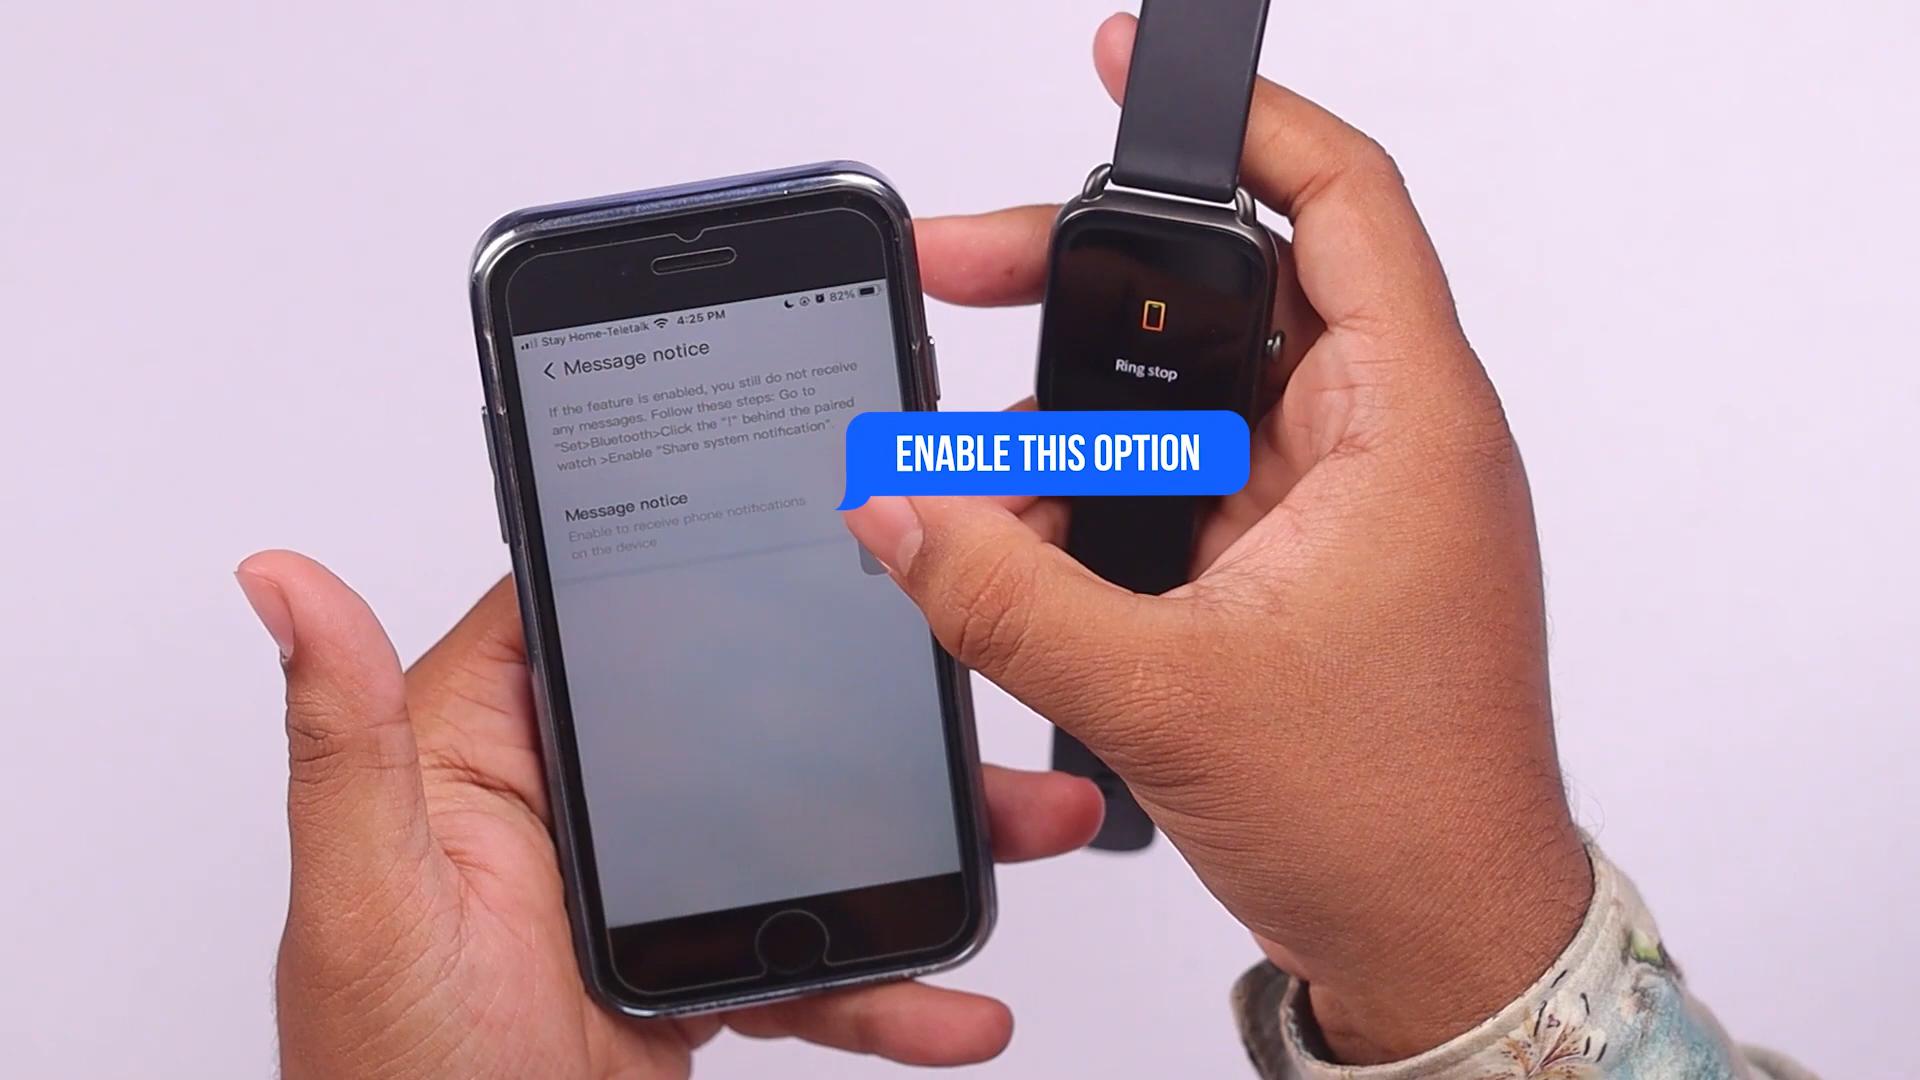 Stay Home-Teletalk 4:25 PM 82%
Message notice
If the feature is enabled, you still do not receive
any messages. Follow these steps: Go to
"Set>Bluetooth>Click the "!" behind the paired
watch >Enable "Share system notification".
Message notice
Enable to receive phone notifications
on the device
Ring stop
ENABLE THIS OPTION